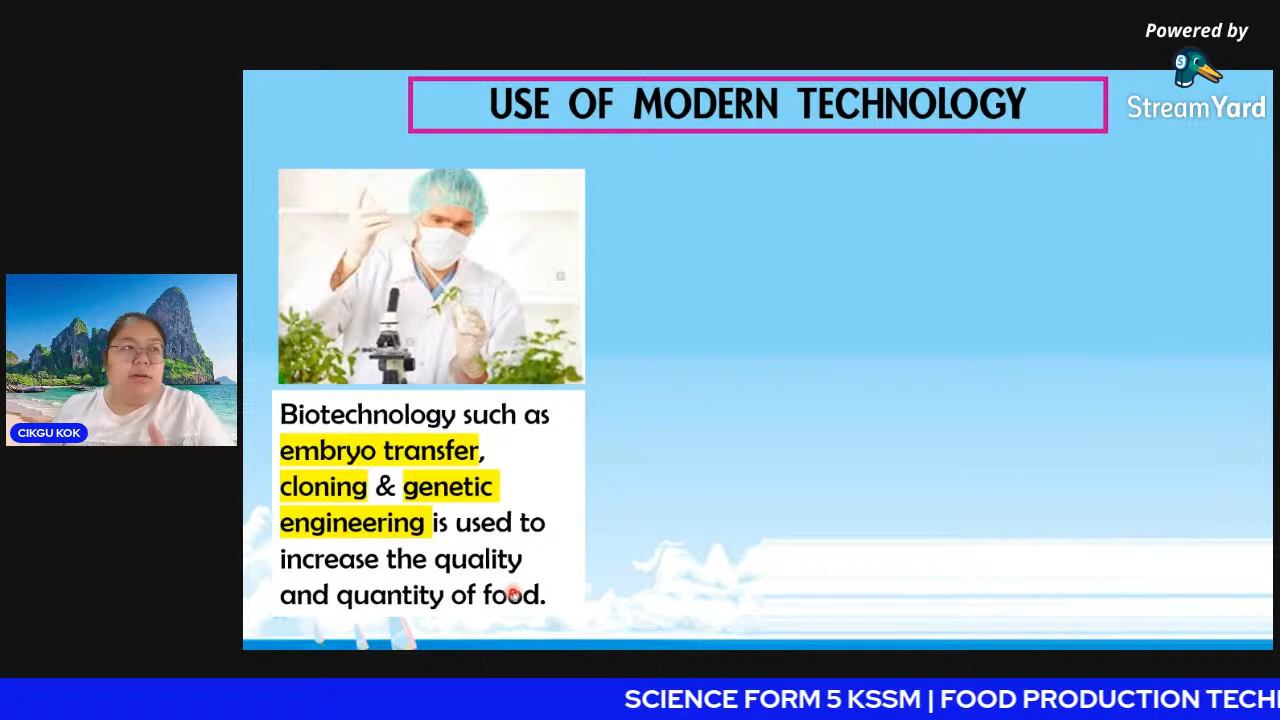 Powered by
StreamYard
USE OF MODERN TECHNOLOGY
Biotechnology such as
embryo transfer,
cloning & genetic
engineering is used to
increase the quality
and quantity of food.
CIKGU KOK
SCIENCE FORM 5 KSSM | FOOD PRODUCTION TECH